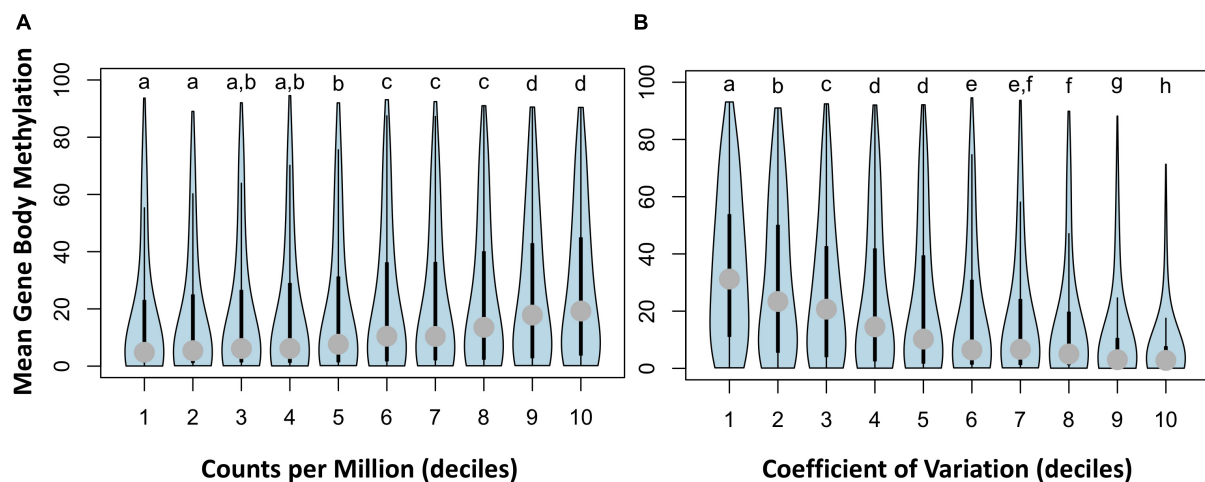 A
Mean Gene Body Methylation
100
80
60
40
20
0
a a a,b a,b b c c c d d
1 2 3 4 5 6 7 8 9 10
Counts per Million (deciles)
B
100
80
60
40
20
0
a b c d d e e,f f g h
1 2 3 4 5 6 7 8 9 10
Coefficient of Variation (deciles)